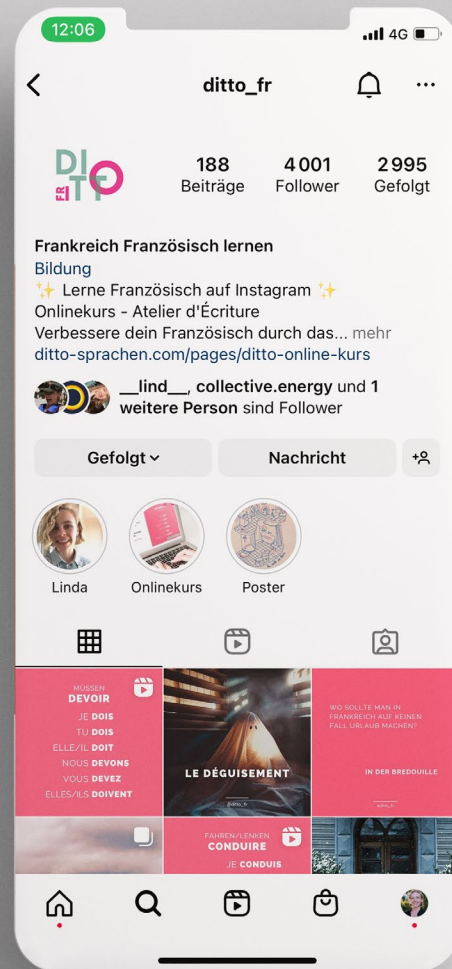 12:06
4G
ditto_fr
DI
TT O
FR
188
Beiträge
4 001
Follower
2 995
Gefolgt
Frankreich Französisch lernen
Bildung
✨ Lerne Französisch auf Instagram ✨
Onlinekurs - Atelier d'Écriture
Verbessere dein Französisch durch das... mehr
ditto-sprachen.com/pages/ditto-online-kurs
__lind__, collective.energy und 1
weitere Person sind Follower
Gefolgt
Nachricht
Linda
Onlinekurs
Poster
MÜSSEN
DEVOIR
JE DOIS
TU DOIS
ELLE/IL DOIT
NOUS DEVONS
VOUS DEVEZ
ELLES/ILS DOIVENT
LE DÉGUISEMENT
@ditto_fr
WO SOLLTE MAN IN
FRANKREICH AUF KEINEN
FALL URLAUB MACHEN?
IN DER BREDOUILLE
FAHREN/LENKEN
CONDUIRE
JE CONDUIS